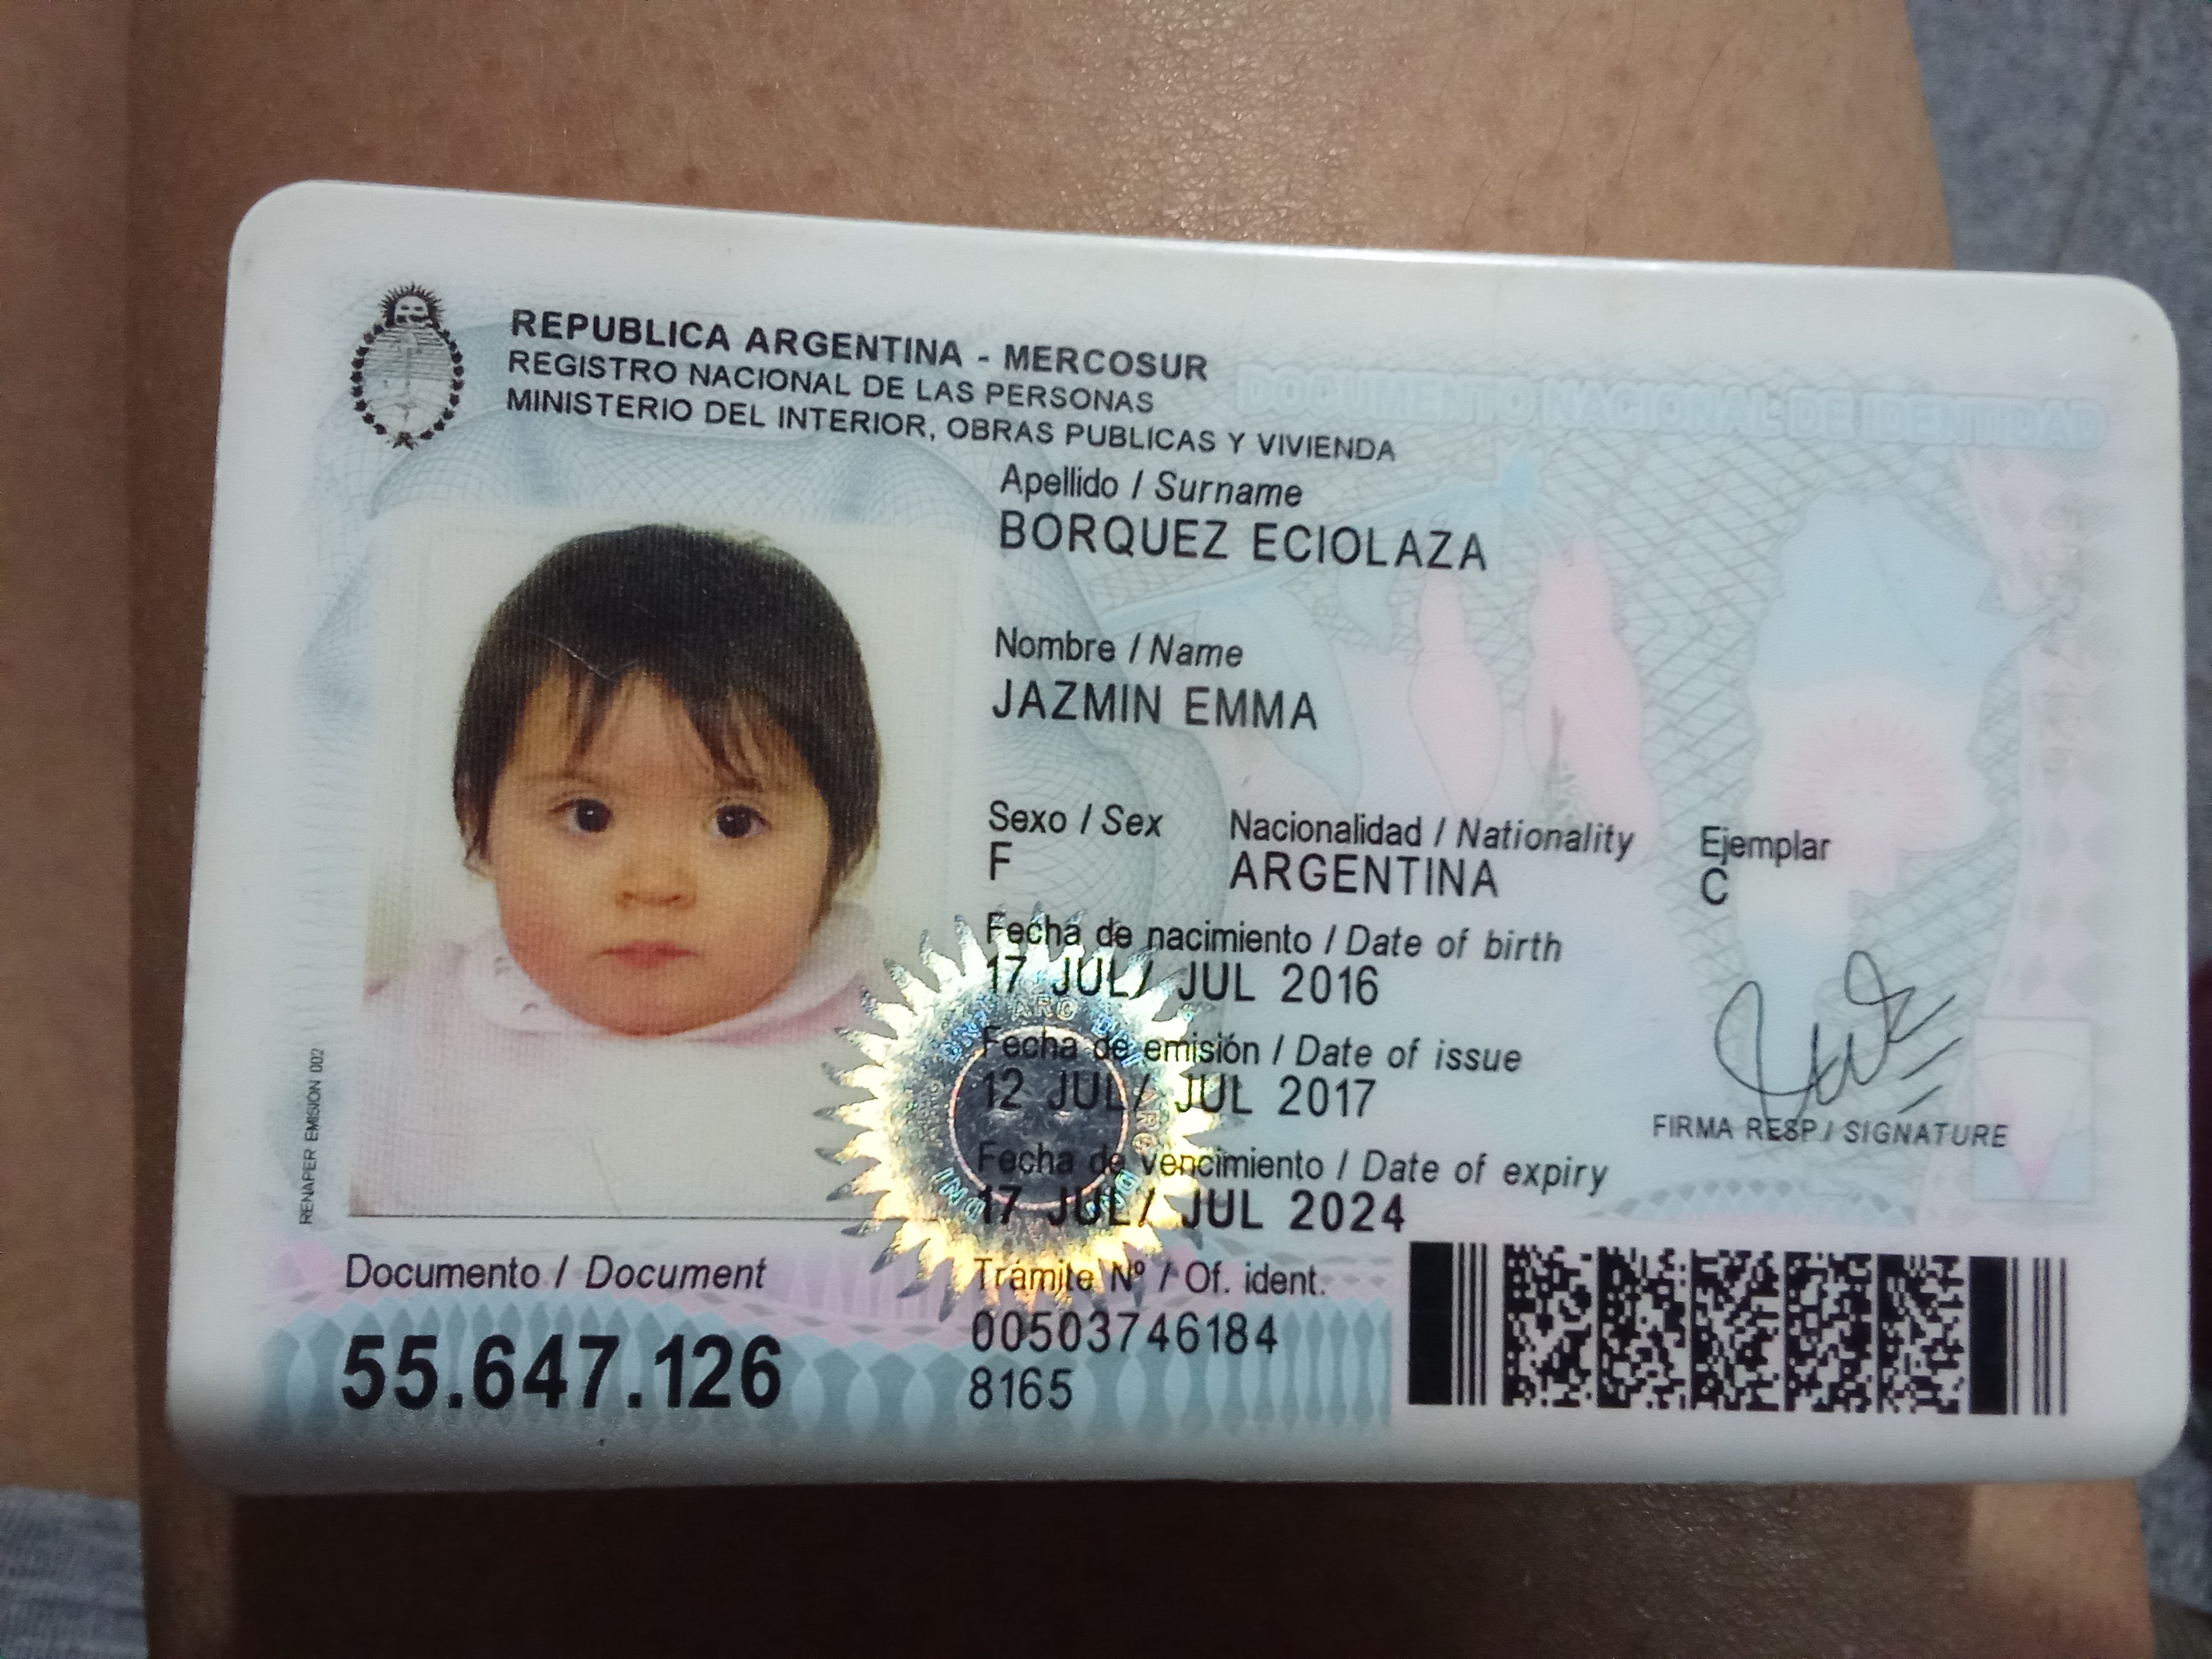 REPUBLICA ARGENTINA - MERCOSUR
REGISTRO NACIONAL DE LAS PERSONAS
MINISTERIO DEL INTERIOR, OBRAS PUBLICAS Y VIVIENDA
DOCUMENTO NACIONAL DE IDENTIDAD
Apellido / Surname
BORQUEZ ECIOLAZA
Nombre / Name
JAZMIN EMMA
Sexo / Sex Nacionalidad / Nationality Ejemplar
F ARGENTINA C
Fecha de nacimiento / Date of birth
17 JUL/ JUL 2016
Fecha de emisión / Date of issue
12 JUL/ JUL 2017
FIRMA RESP./ SIGNATURE
Fecha de vencimiento / Date of expiry
17 JUL/ JUL 2024
RENAPER EMISION 002
Documento / Document
55.647.126
Trámite Nº / Of. ident.
00503746184
8165